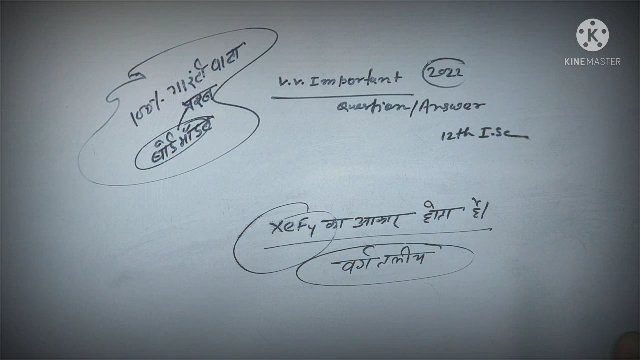 100% गारंटी वाला
प्रश्न
बोर्ड मॉडल
V.V. Important 2022
Question/Answer
12th I.Sc
XeF₄ का आकार होता है।
वर्ग तलीय
KINEMASTER